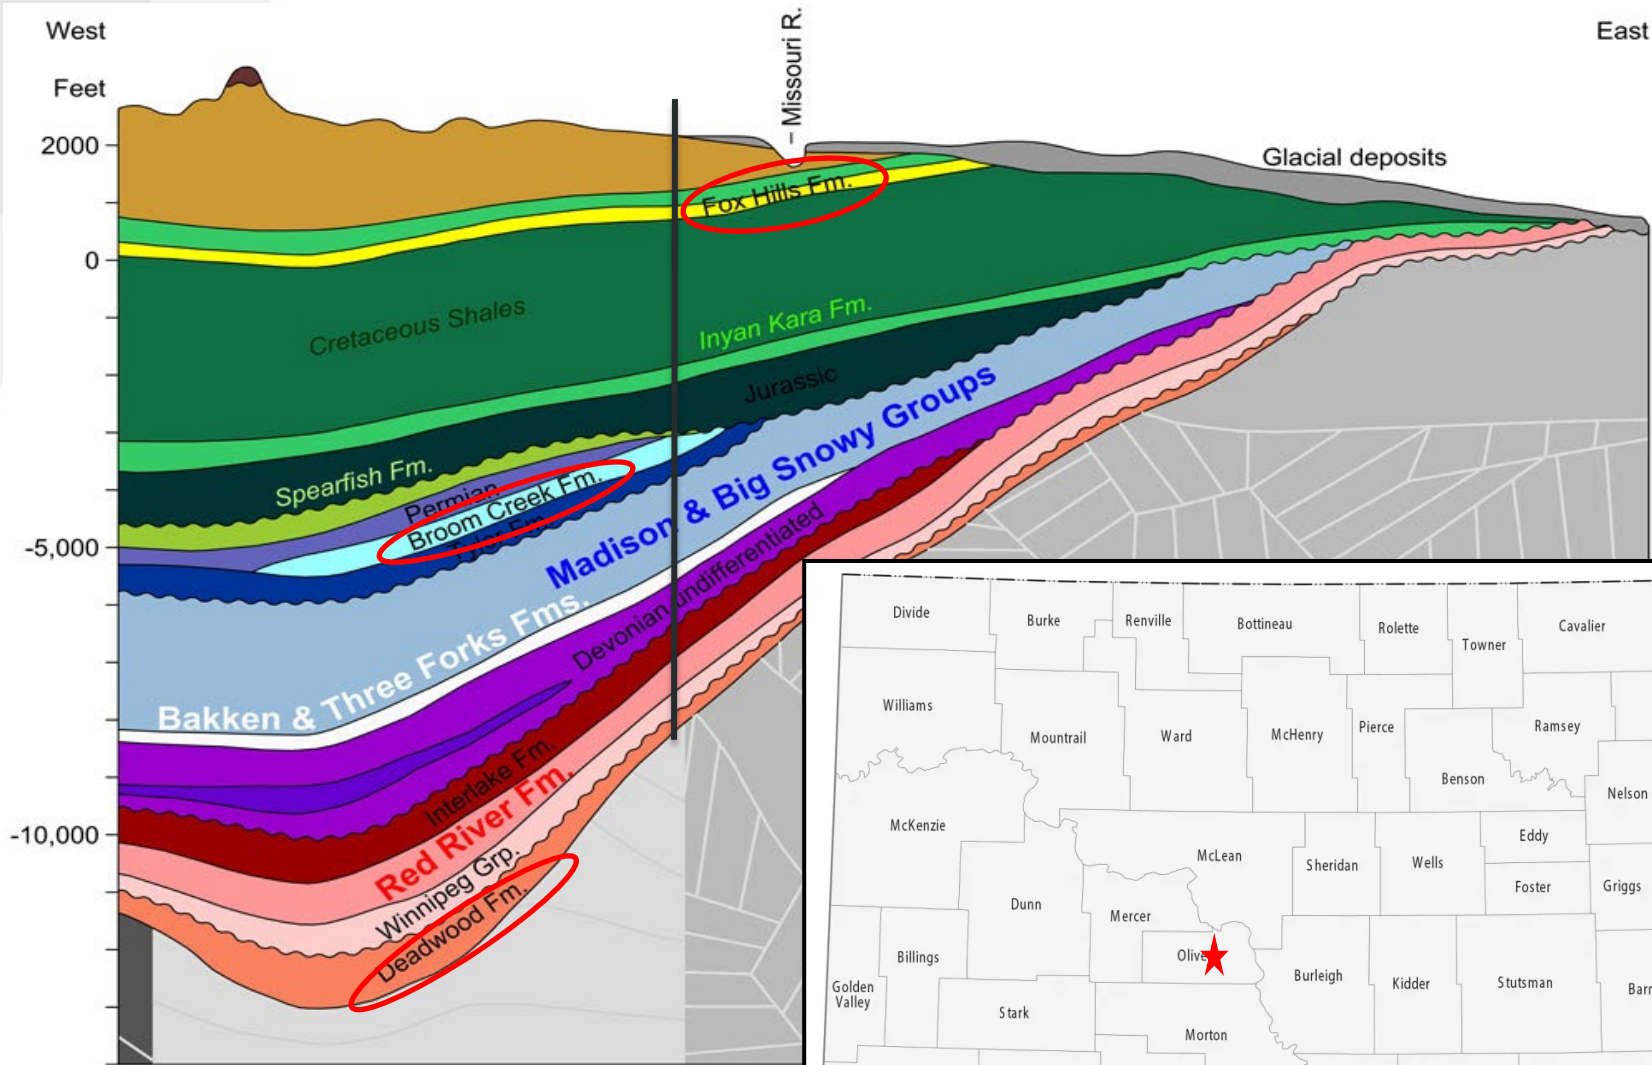 West
East
Feet
– Missouri R.
2000
Glacial deposits
Fox Hills Fm.
0
Cretaceous Shales
Inyan Kara Fm.
Jurassic
Spearfish Fm.
Permian
Broom Creek Fm.
Tyler Fm.
-5,000
Madison & Big Snowy Groups
Devonian undifferentiated
Bakken & Three Forks Fms.
Interlake Fm.
-10,000
Red River Fm.
Winnipeg Grp.
Deadwood Fm.
Divide
Burke
Renville
Bottineau
Rolette
Towner
Cavalier
Williams
Mountrail
Ward
McHenry
Pierce
Ramsey
Benson
Nelson
McKenzie
McLean
Sheridan
Wells
Eddy
Foster
Griggs
Dunn
Mercer
Billings
Olive
Burleigh
Kidder
Stutsman
Barn
Golden
Valley
Stark
Morton